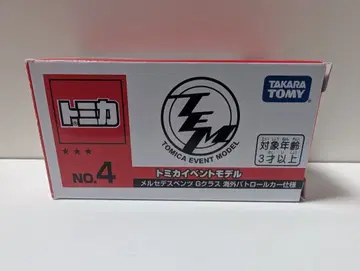 トミカ
★★★
NO.4
TEM
TOMICA EVENT MODEL
TAKARA TOMY
対象年齢
3才以上
トミカイベントモデル
メルセデスベンツ Gクラス 海外パトロールカー仕様